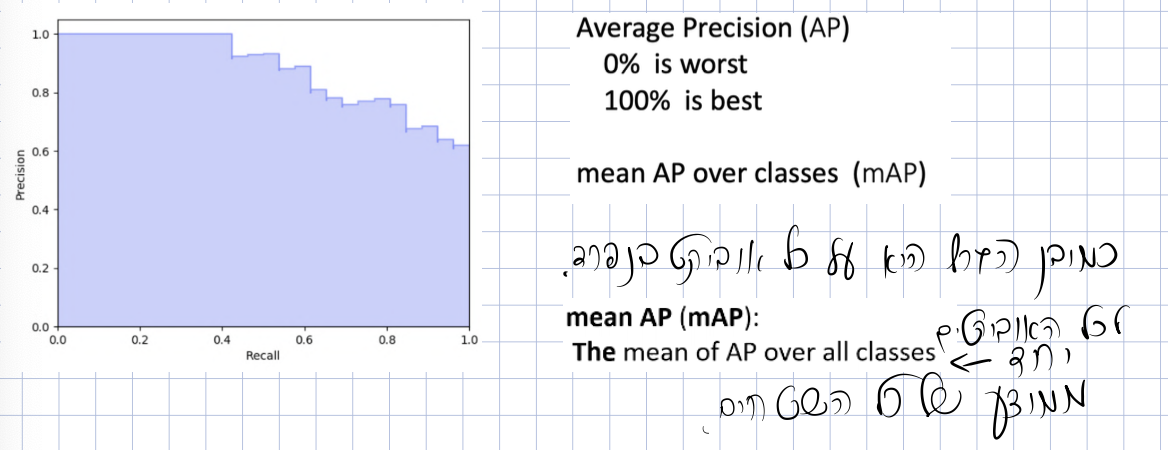 Average Precision (AP)
0% is worst
100% is best
mean AP over classes (mAP)
כמובן הגרף היא על כל אובייקט בנפרד.
mean AP (mAP):
The mean of AP over all classes
לכל האובייקטים
יחד ←
ממוצע של כל השטחים.
1.0
0.8
0.6
0.4
0.2
0.0
Precision
0.0 0.2 0.4 0.6 0.8 1.0
Recall